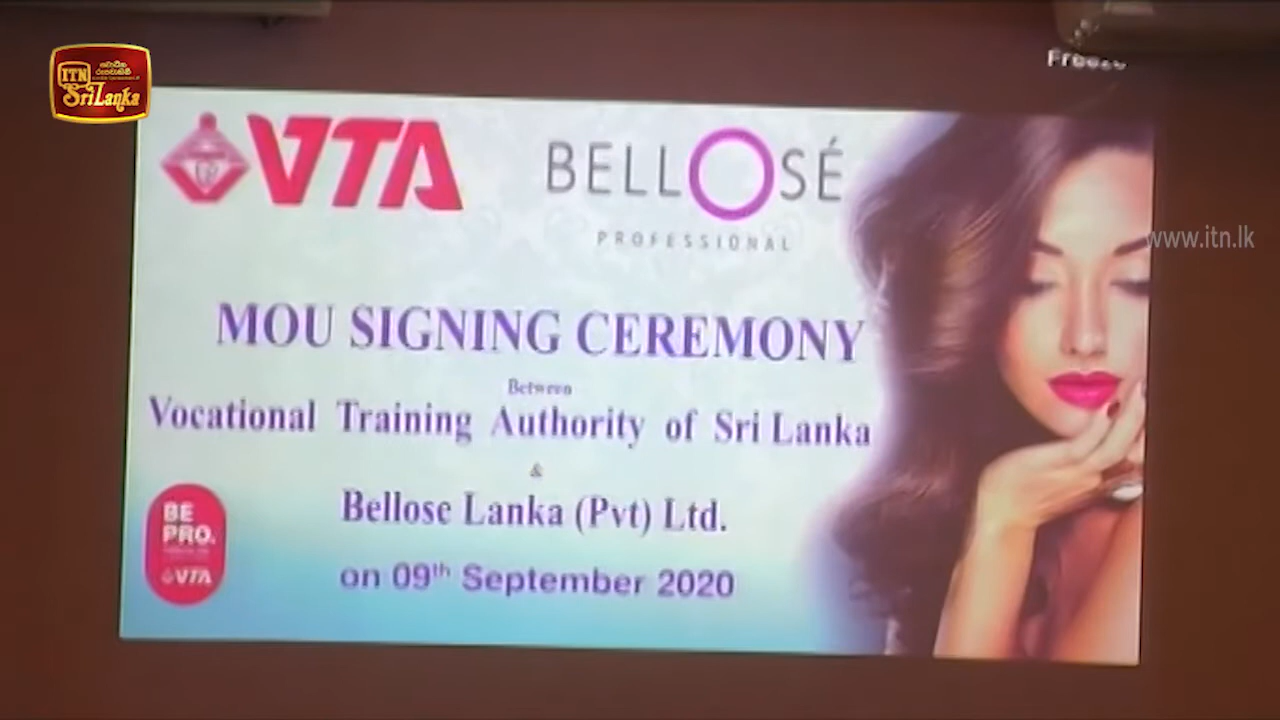 ITN
Sri Lanka
VTA
BELLOSÉ
PROFESSIONAL
www.itn.lk
MOU SIGNING CEREMONY
Between
Vocational Training Authority of Sri Lanka
&
Bellose Lanka (Pvt) Ltd.
on 09th September 2020
BE
PRO.
VTA